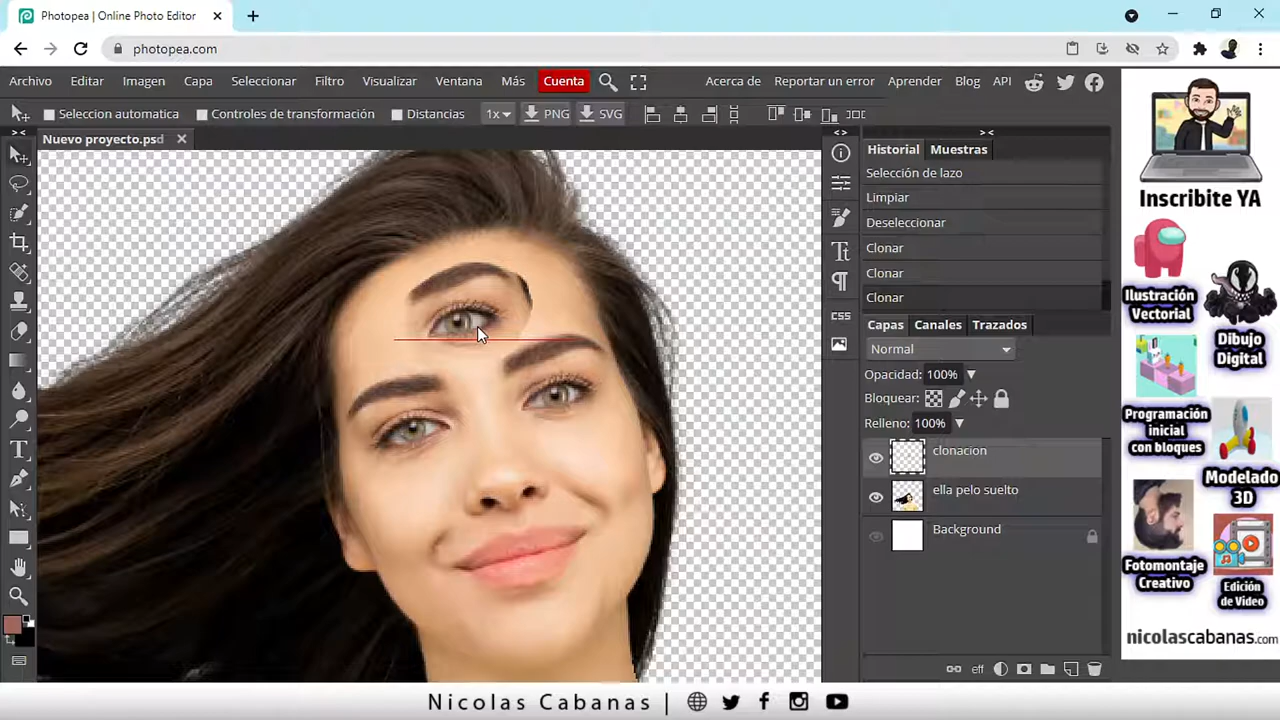 Photopea | Online Photo Editor
photopea.com
Archivo Editar Imagen Capa Seleccionar Filtro Visualizar Ventana Más Cuenta Acerca de Reportar un error Aprender Blog API
Seleccion automatica Controles de transformación Distancias 1x PNG SVG
Nuevo proyecto.psd
Historial Muestras
Selección de lazo
Limpiar
Deseleccionar
Clonar
Clonar
Clonar
CSS
Capas Canales Trazados
Normal
Opacidad: 100%
Bloquear:
Relleno: 100%
clonacion
ella pelo suelto
Background
eff
Inscribite YA
Ilustración
Vectorial
Dibujo
Digital
Programación
inicial
con bloques
Modelado
3D
Fotomontaje
Creativo
Edición
de Video
nicolascabanas.com
Nicolas Cabanas |